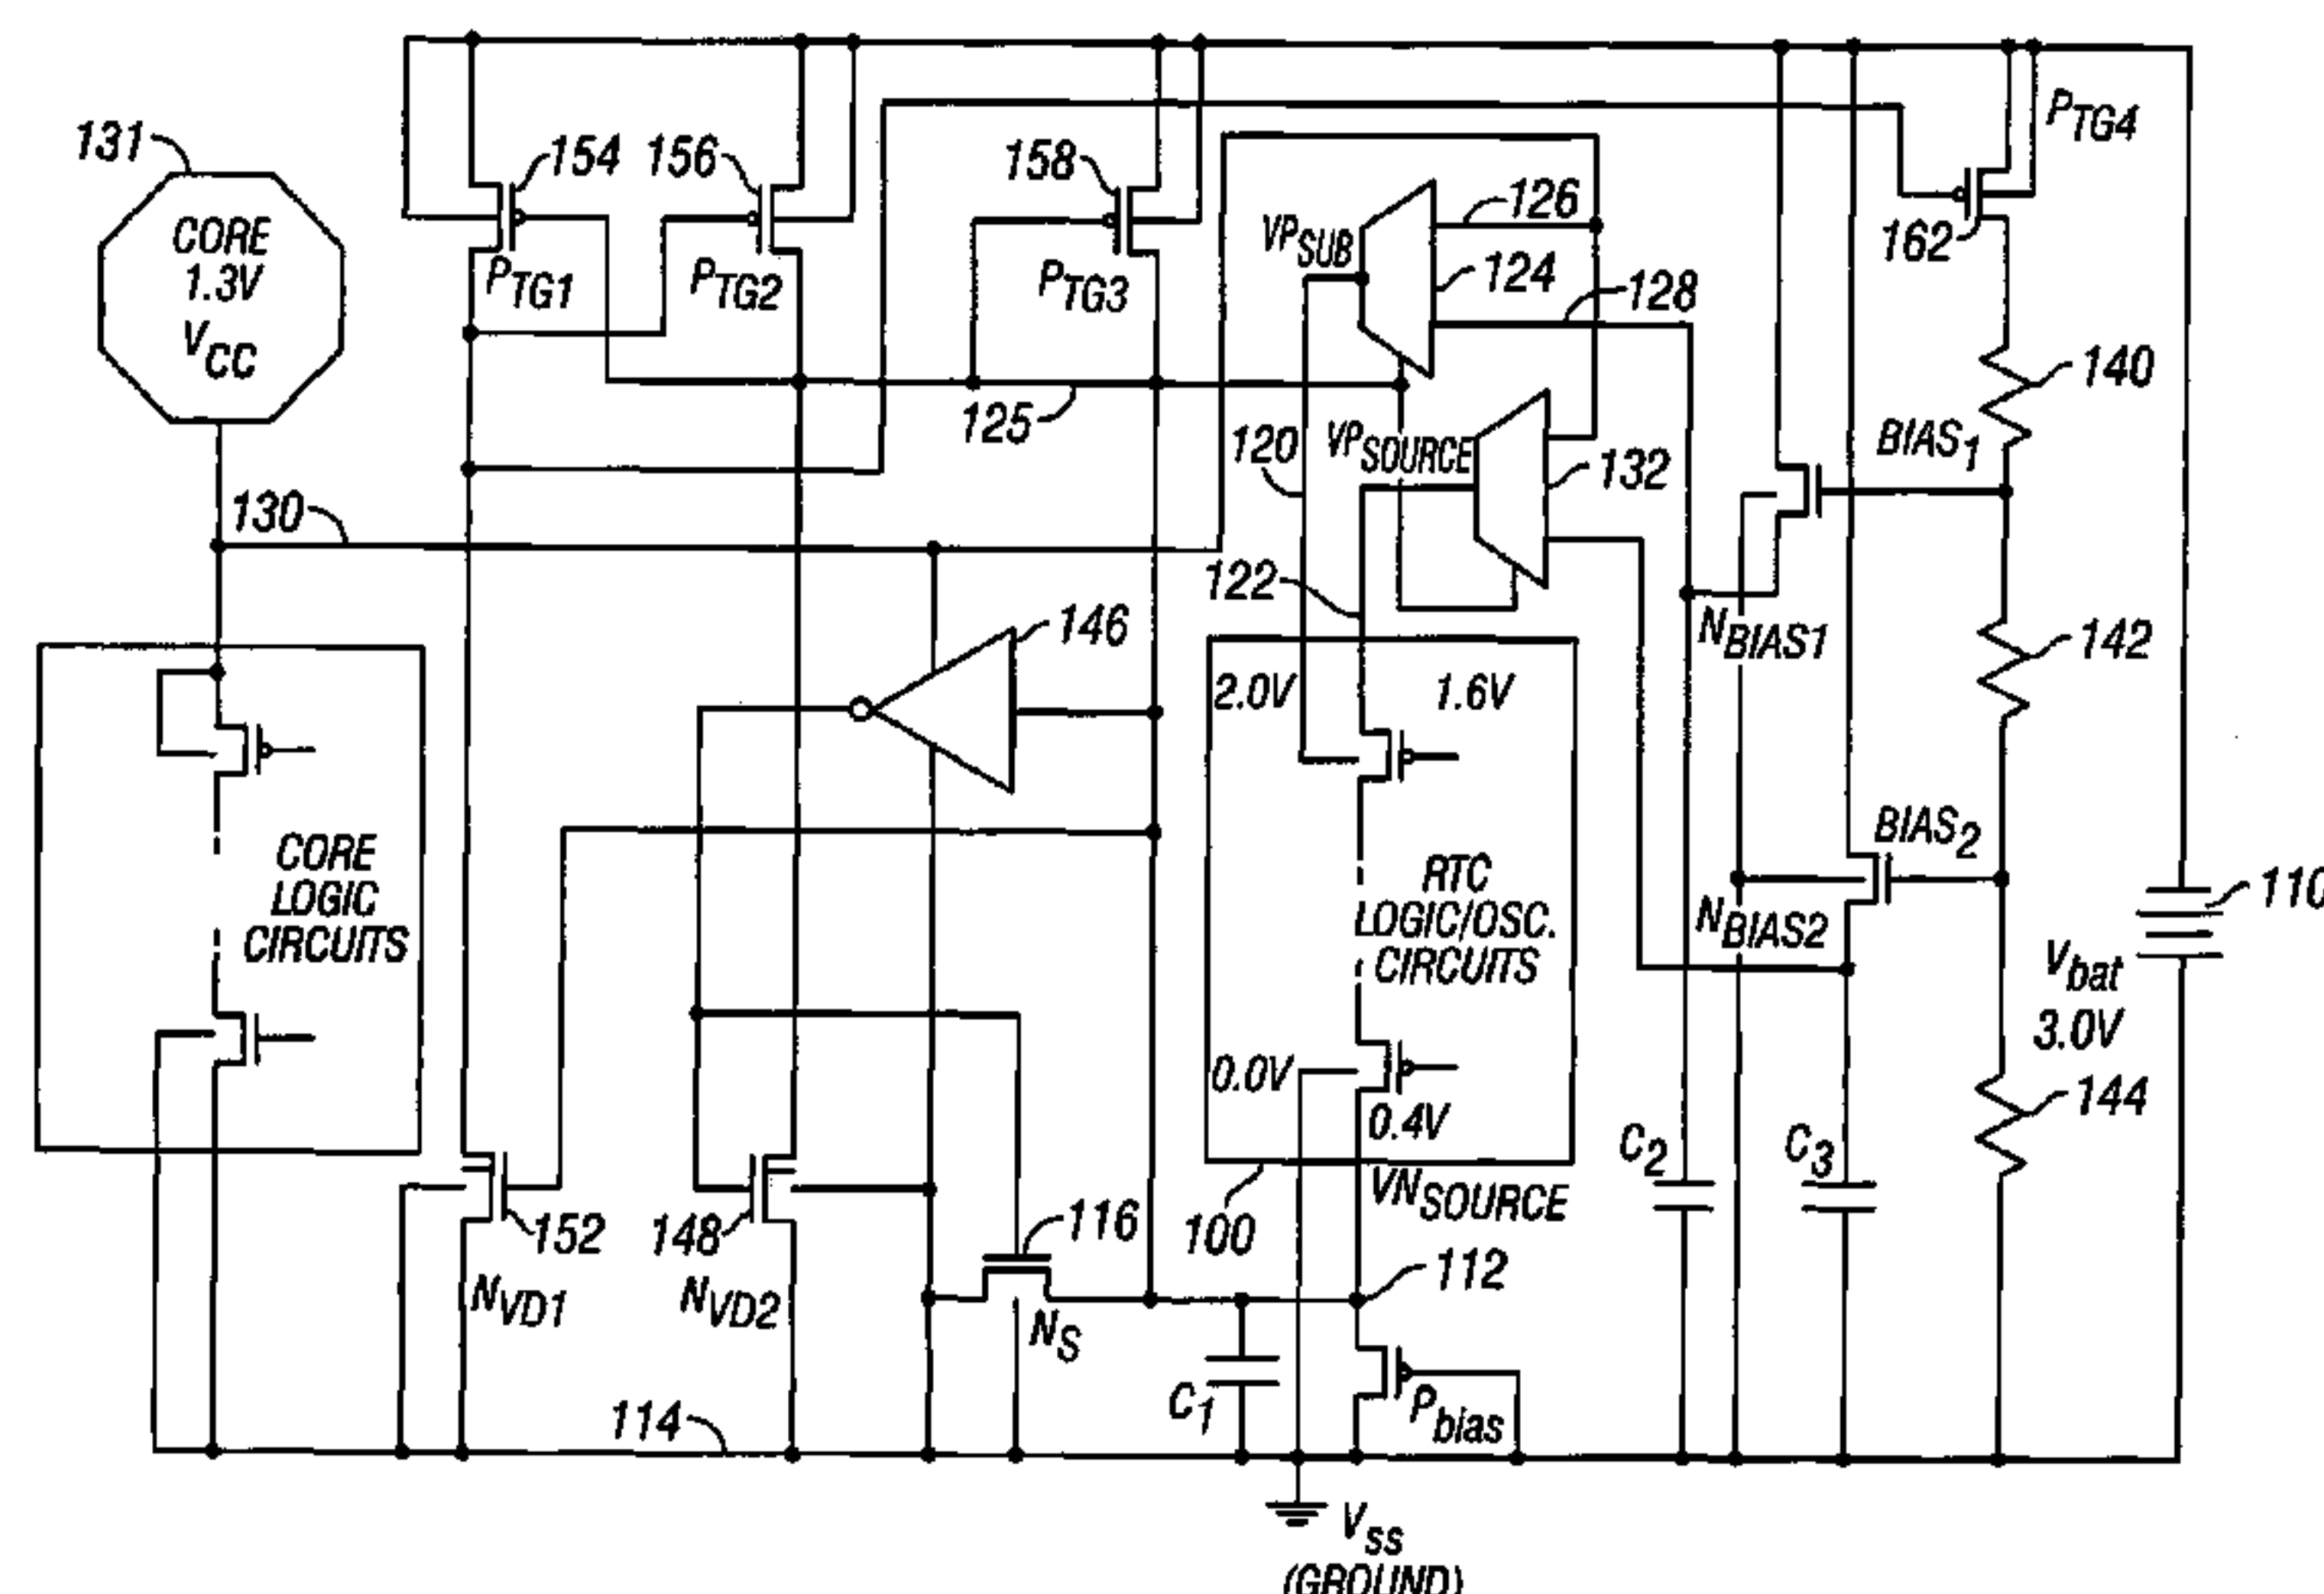 131
CORE
1.3V
VCC
154
PTG1
156
PTG2
158
PTG3
VPSUB
126
124
128
PTG4
162
140
BIAS1
125
120
VPSOURCE
132
130
122
146
NBIAS1
142
2.0V
1.6V
CORE
LOGIC
CIRCUITS
RTC
LOGIC/OSC.
CIRCUITS
BIAS2
NBIAS2
110
Vbat
3.0V
0.0V
0.4V
144
C2
C3
VNSOURCE
100
112
152
NVD1
148
NVD2
116
NS
C1
Pbias
114
Vss
(GROUND)